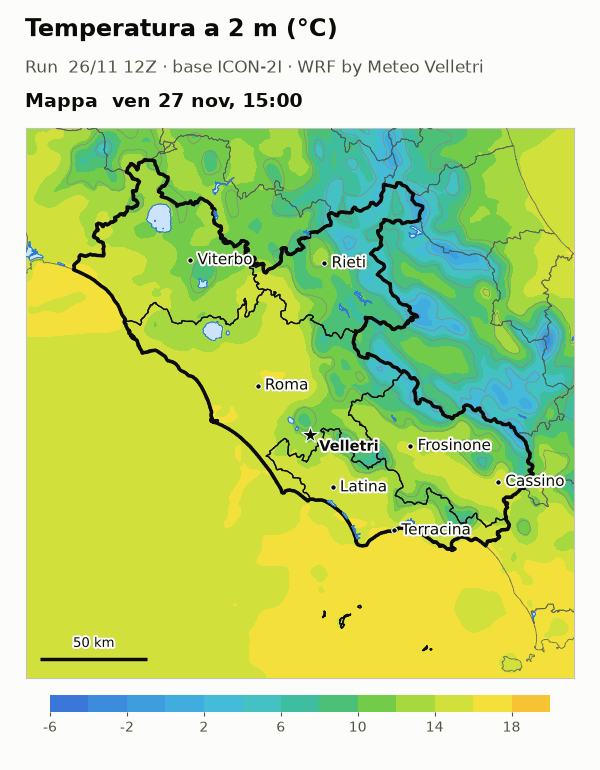 Temperatura a 2 m (°C)
Run  26/11 12Z · base ICON-2I · WRF by Meteo Velletri
Mappa  ven 27 nov, 15:00
Viterbo
Rieti
Roma
Velletri
Frosinone
Cassino
Latina
Terracina
50 km
-6 -2 2 6 10 14 18